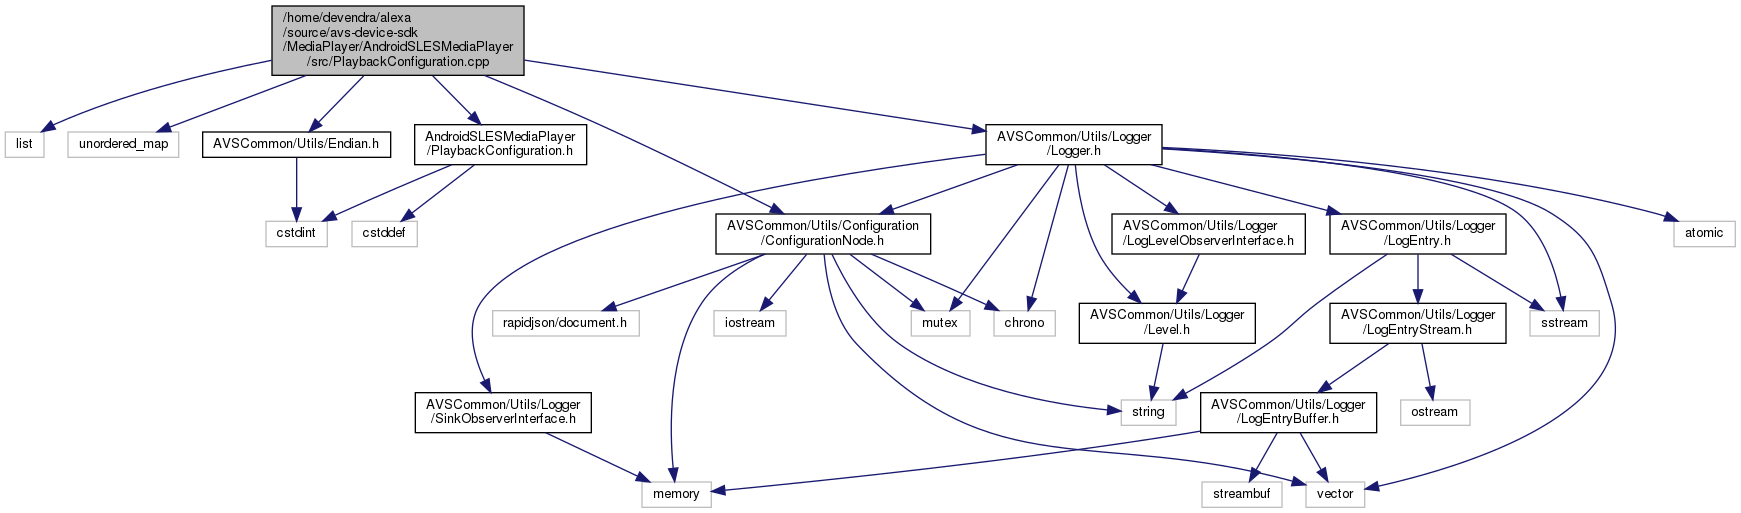 /home/devendra/alexa
/source/avs-device-sdk
/MediaPlayer/AndroidSLESMediaPlayer
/src/PlaybackConfiguration.cpp
list
unordered_map
AVSCommon/Utils/Endian.h
AndroidSLESMediaPlayer
/PlaybackConfiguration.h
AVSCommon/Utils/Logger
/Logger.h
cstdint
cstddef
AVSCommon/Utils/Configuration
/ConfigurationNode.h
AVSCommon/Utils/Logger
/LogLevelObserverInterface.h
AVSCommon/Utils/Logger
/LogEntry.h
atomic
rapidjson/document.h
iostream
mutex
chrono
AVSCommon/Utils/Logger
/Level.h
AVSCommon/Utils/Logger
/LogEntryStream.h
sstream
AVSCommon/Utils/Logger
/SinkObserverInterface.h
string
AVSCommon/Utils/Logger
/LogEntryBuffer.h
ostream
memory
streambuf
vector